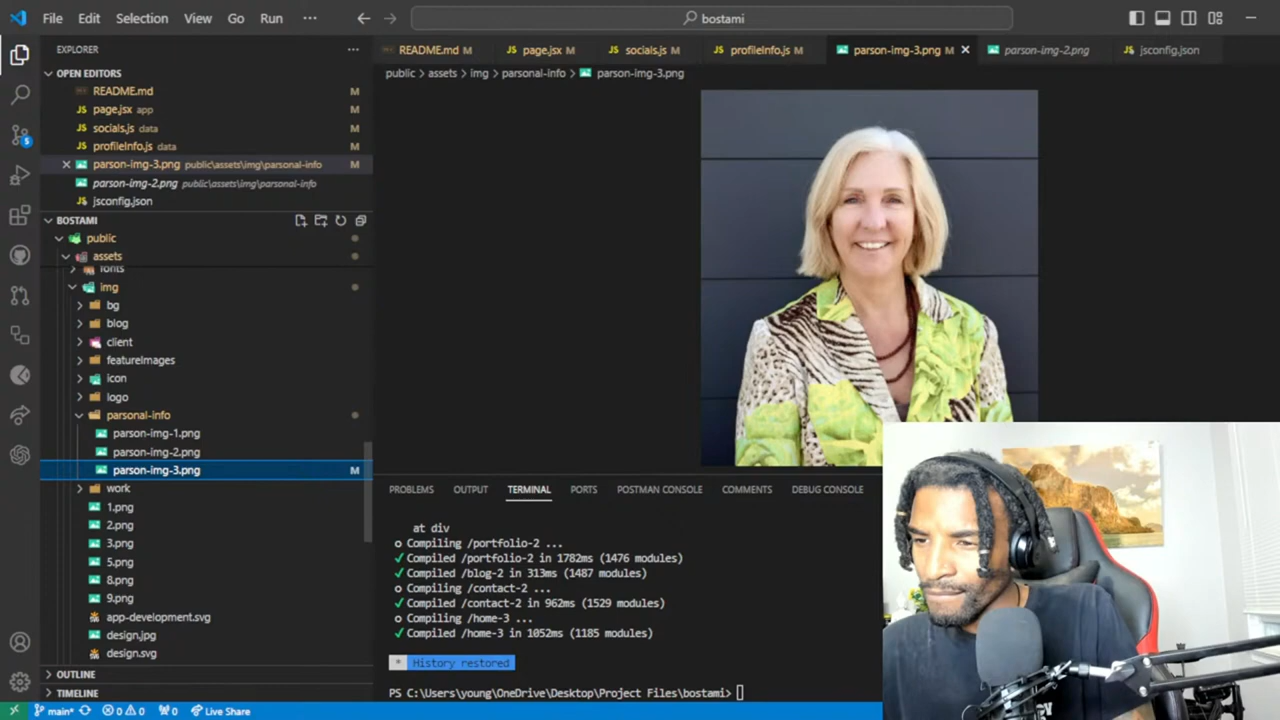 File Edit Selection View Go Run ··· bostami
EXPLORER ···
README.md M page.jsx M socials.js M profileInfo.js M parson-img-3.png M parson-img-2.png jsconfig.json
public > assets > img > parsonal-info > parson-img-3.png
OPEN EDITORS
README.md M
page.jsx app M
socials.js data M
profileInfo.js data M
parson-img-3.png public\assets\img\parsonal-info M
parson-img-2.png public\assets\img\parsonal-info
jsconfig.json
BOSTAMI
public
assets
fonts
img
bg
blog
client
featureImages
icon
logo
parsonal-info
parson-img-1.png
parson-img-2.png
parson-img-3.png M
work
1.png
2.png
3.png
5.png
8.png
9.png
app-development.svg
design.jpg
design.svg
OUTLINE
TIMELINE
PROBLEMS OUTPUT TERMINAL PORTS POSTMAN CONSOLE COMMENTS DEBUG CONSOLE
at div
○ Compiling /portfolio-2 ...
✓ Compiled /portfolio-2 in 1782ms (1476 modules)
✓ Compiled /blog-2 in 313ms (1487 modules)
○ Compiling /contact-2 ...
✓ Compiled /contact-2 in 962ms (1529 modules)
○ Compiling /home-3 ...
✓ Compiled /home-3 in 1052ms (1185 modules)
* History restored
PS C:\Users\young\OneDrive\Desktop\Project Files\bostami>
main* 0 0 0 Live Share